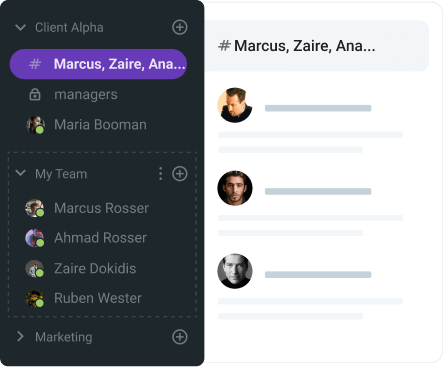 Client Alpha
# Marcus, Zaire, Ana...
managers
Maria Booman
My Team
Marcus Rosser
Ahmad Rosser
Zaire Dokidis
Ruben Wester
Marketing
# Marcus, Zaire, Ana...